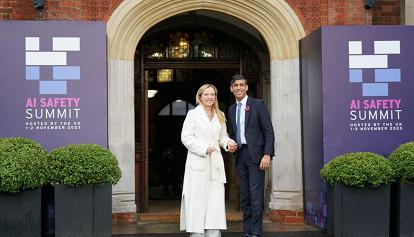 AI SAFETY
SUMMIT
HOSTED BY THE UK
1-2 NOVEMBER 2023
AI SAFETY
SUMMIT
HOSTED BY THE UK
1-2 NOVEMBER 2023